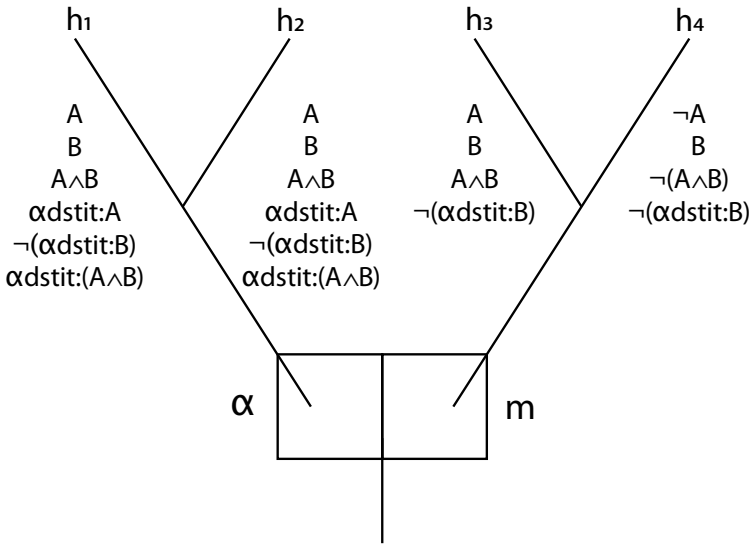 h₁ h₂ h₃ h₄
A
B
A∧B
αdstit:A
¬(αdstit:B)
αdstit:(A∧B)
A
B
A∧B
αdstit:A
¬(αdstit:B)
αdstit:(A∧B)
A
B
A∧B
¬(αdstit:B)
¬A
B
¬(A∧B)
¬(αdstit:B)
α
m